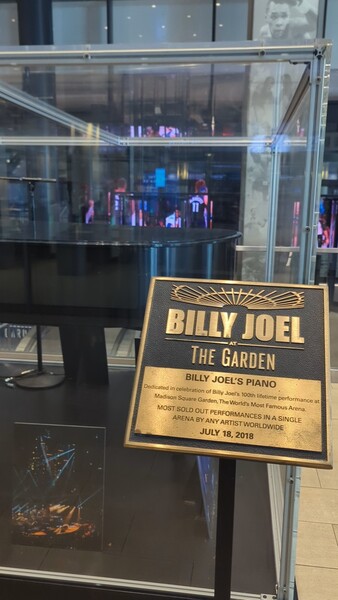 BILLY JOEL
AT
THE GARDEN
BILLY JOEL'S PIANO
Dedicated in celebration of Billy Joel's 100th lifetime performance at
Madison Square Garden, The World's Most Famous Arena
MOST SOLD OUT PERFORMANCES IN A SINGLE
ARENA BY ANY ARTIST WORLDWIDE
JULY 18, 2018